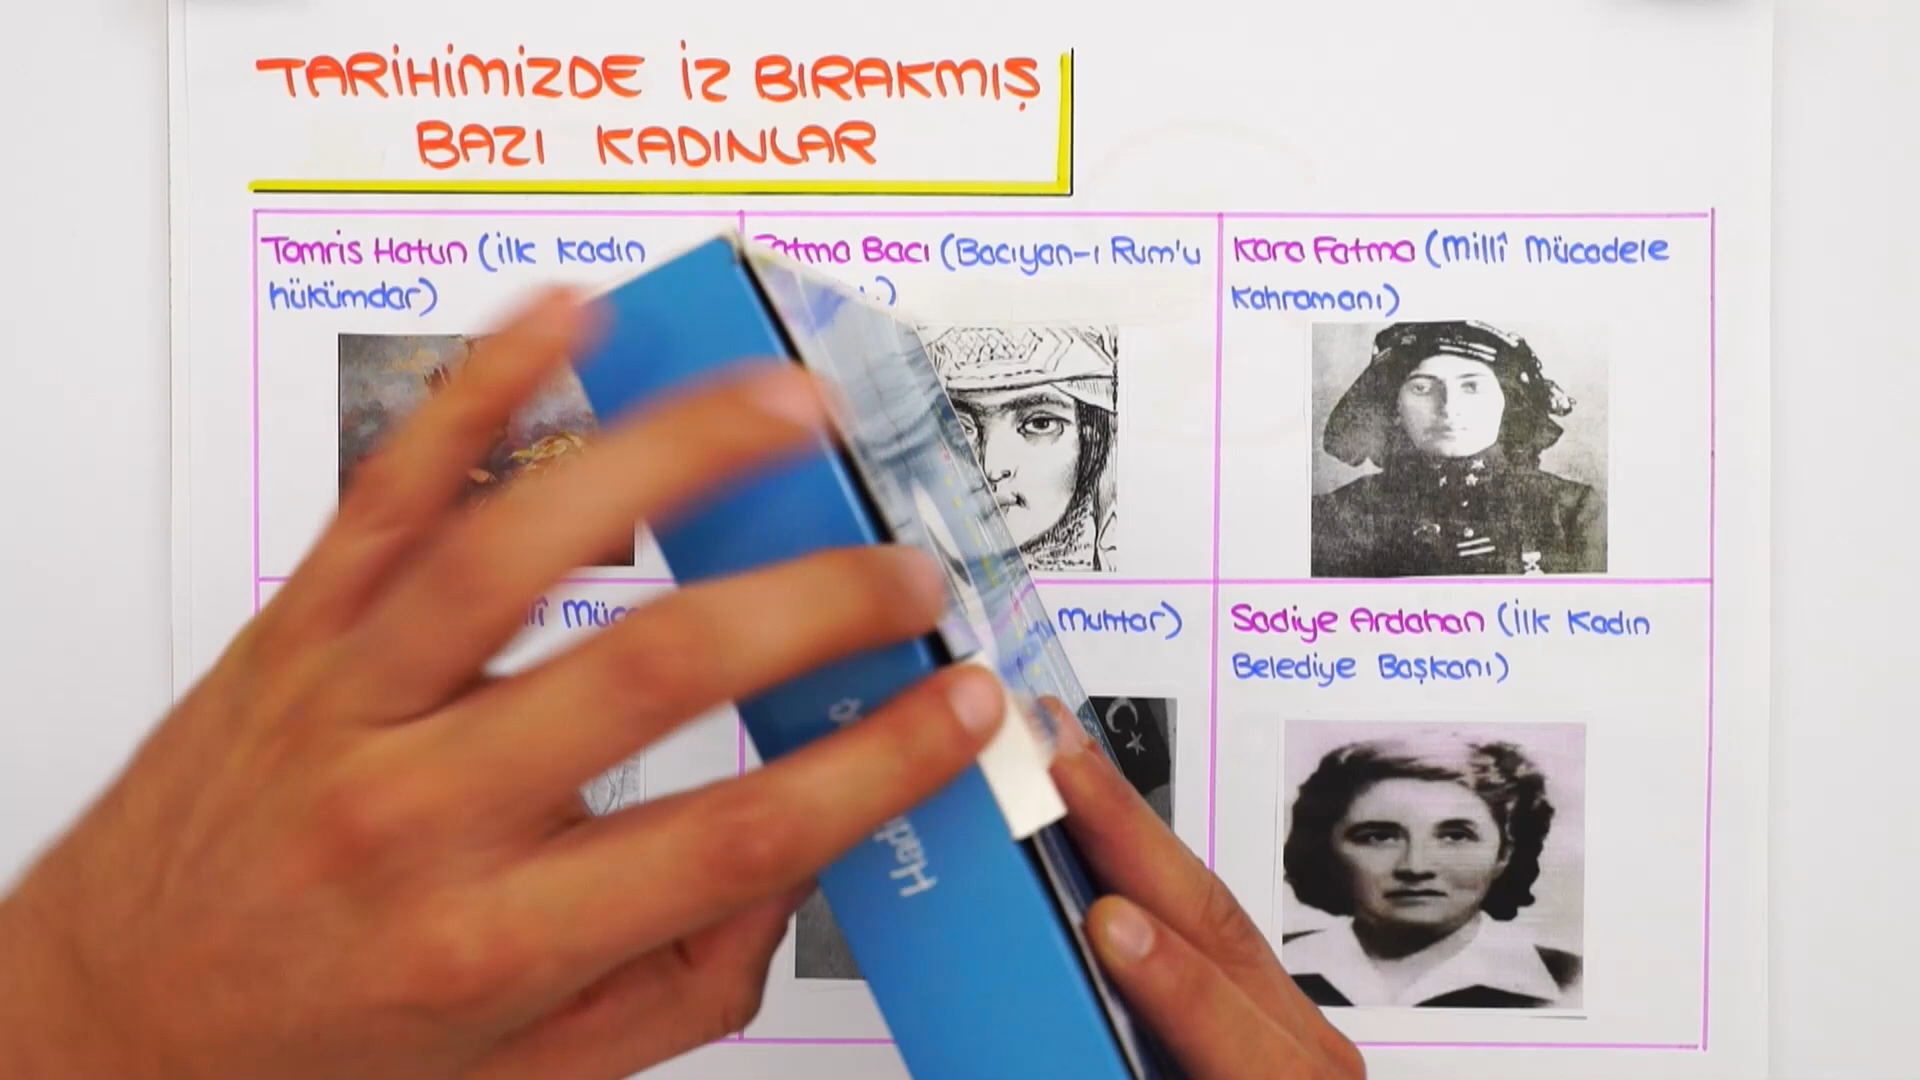 TARİHİMİZDE İZ BIRAKMIŞ
BAZI KADINLAR
Tomris Hatun (İlk kadın
hükümdar)
Fatma Bacı (Bacıyan-ı Rum'u
Kara Fatma (Millî Mücadele
Kahramanı)
Muhtar)
Sadiye Ardahan (İlk Kadın
Belediye Başkanı)